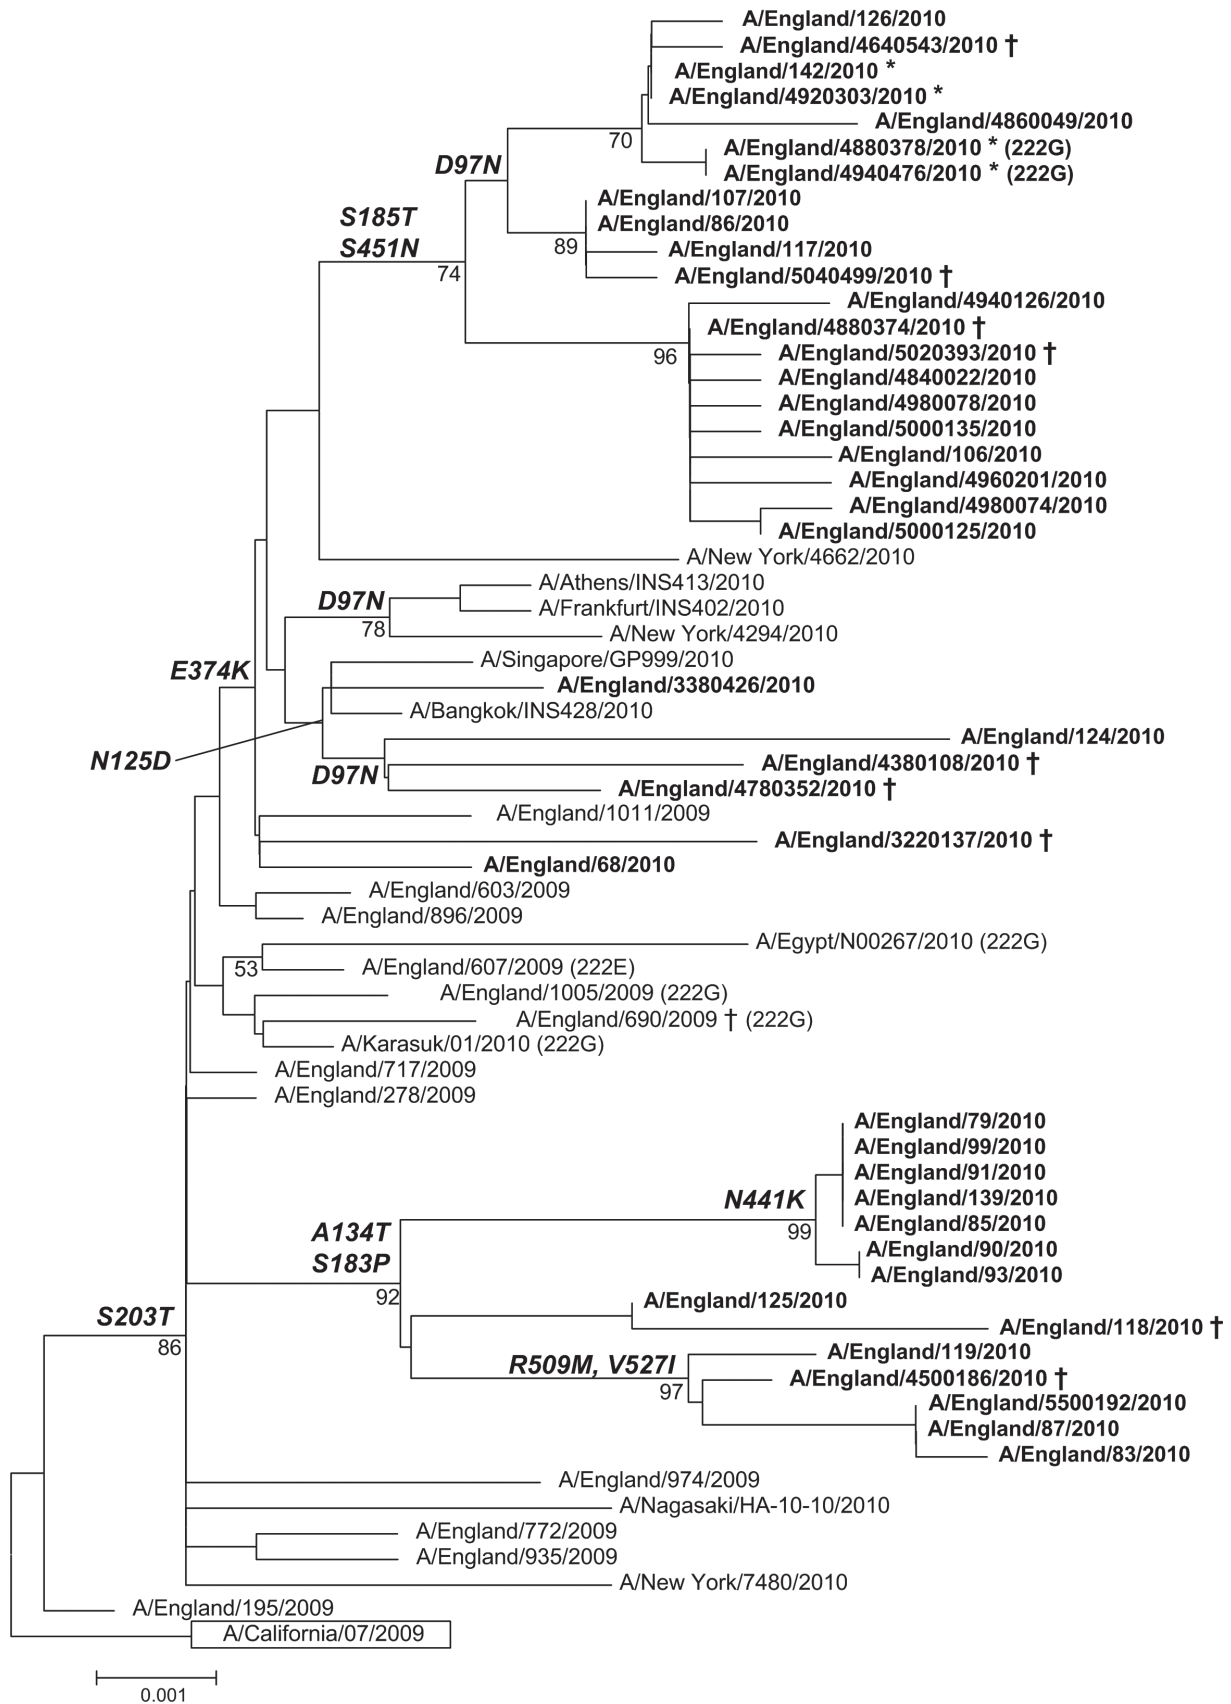 A/England/126/2010
A/England/4640543/2010 †
A/England/142/2010 *
A/England/4920303/2010 *
A/England/4860049/2010
70
A/England/4880378/2010 * (222G)
D97N
A/England/4940476/2010 * (222G)
A/England/107/2010
S185T
A/England/86/2010
S451N
89
A/England/117/2010
74
A/England/5040499/2010 †
A/England/4940126/2010
A/England/4880374/2010 †
96
A/England/5020393/2010 †
A/England/4840022/2010
A/England/4980078/2010
A/England/5000135/2010
A/England/106/2010
A/England/4960201/2010
A/England/4980074/2010
A/England/5000125/2010
A/New York/4662/2010
A/Athens/INS413/2010
D97N
A/Frankfurt/INS402/2010
78
A/New York/4294/2010
A/Singapore/GP999/2010
E374K
A/England/3380426/2010
A/Bangkok/INS428/2010
A/England/124/2010
N125D
A/England/4380108/2010 †
D97N
A/England/4780352/2010 †
A/England/1011/2009
A/England/3220137/2010 †
A/England/68/2010
A/England/603/2009
A/England/896/2009
A/Egypt/N00267/2010 (222G)
53
A/England/607/2009 (222E)
A/England/1005/2009 (222G)
A/England/690/2009 † (222G)
A/Karasuk/01/2010 (222G)
A/England/717/2009
A/England/278/2009
A/England/79/2010
A/England/99/2010
A/England/91/2010
N441K
A/England/139/2010
A134T
99
A/England/85/2010
A/England/90/2010
S183P
A/England/93/2010
92
A/England/125/2010
S203T
A/England/118/2010 †
86
A/England/119/2010
R509M, V527I
A/England/4500186/2010 †
97
A/England/5500192/2010
A/England/87/2010
A/England/83/2010
A/England/974/2009
A/Nagasaki/HA-10-10/2010
A/England/772/2009
A/England/935/2009
A/New York/7480/2010
A/England/195/2009
A/California/07/2009
0.001